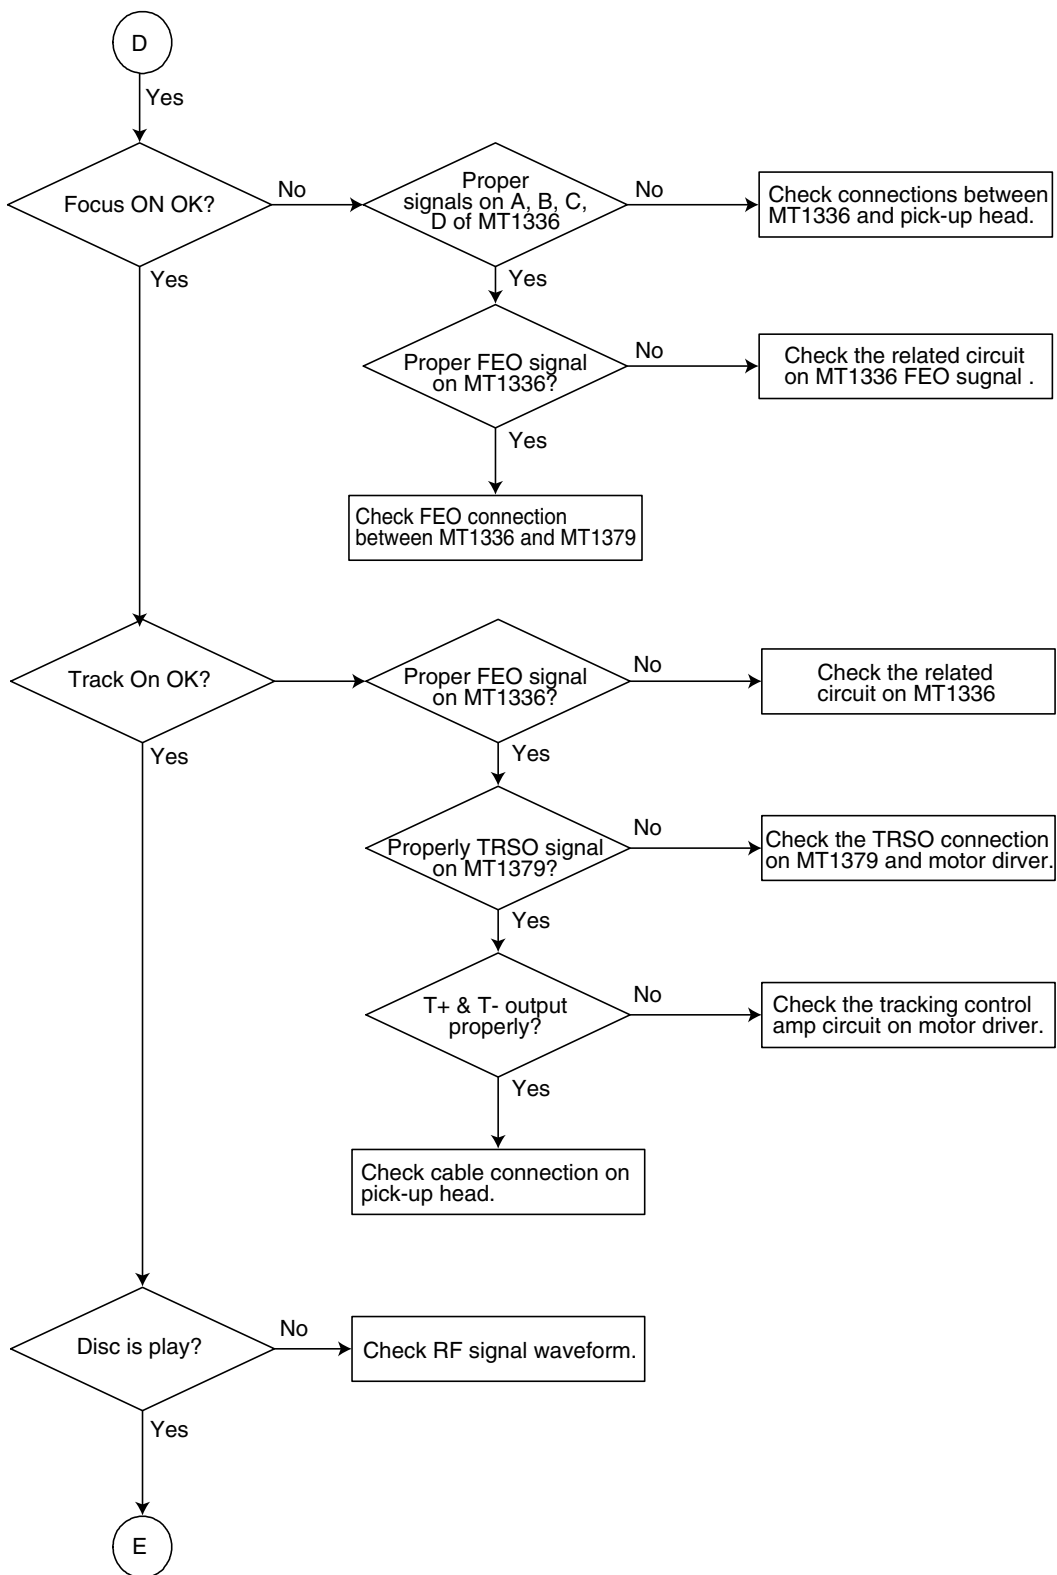 D
Yes
Focus ON OK?
No
Proper
signals on A, B, C,
D of MT1336
No
Check connections between
MT1336 and pick-up head.
Yes
Yes
Proper FEO signal
on MT1336?
No
Check the related circuit
on MT1336 FEO sugnal .
Yes
Check FEO connection
between MT1336 and MT1379
Track On OK?
Proper FEO signal
on MT1336?
No
Check the related
circuit on MT1336
Yes
Yes
Properly TRSO signal
on MT1379?
No
Check the TRSO connection
on MT1379 and motor dirver.
Yes
T+ & T- output
properly?
No
Check the tracking control
amp circuit on motor driver.
Yes
Check cable connection on
pick-up head.
Disc is play?
No
Check RF signal waveform.
Yes
E